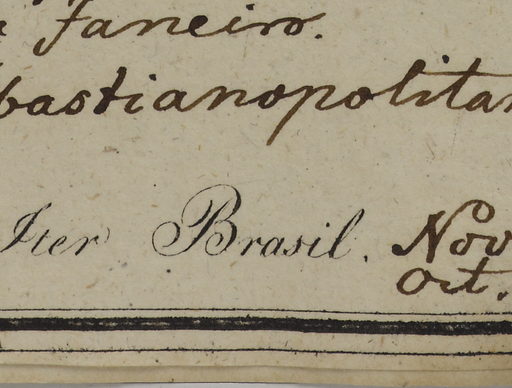 Janeiro.
bastianopolitan
Iter Brasil. Nov
Oct.